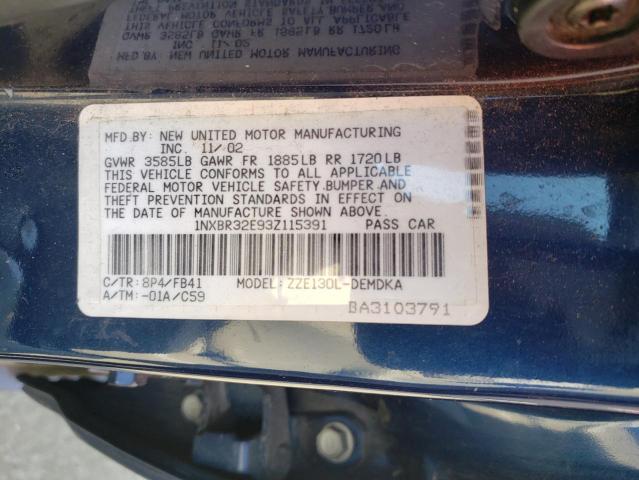 MFD.BY: NEW UNITED MOTOR MANUFACTURING
INC. 11/02
GVWR 3585LB GAWR FR 1885LB RR 1720LB
THIS VEHICLE CONFORMS TO ALL APPLICABLE
FEDERAL MOTOR VEHICLE SAFETY,BUMPER,AND
THEFT PREVENTION STANDARDS IN EFFECT ON
THE DATE OF MANUFACTURE SHOWN ABOVE.
1NXBR32E93Z115391 PASS CAR
C/TR: 8P4/FB41 MODEL: ZZE130L-DEMDKA
A/TM: -01A/C59
BA3103791